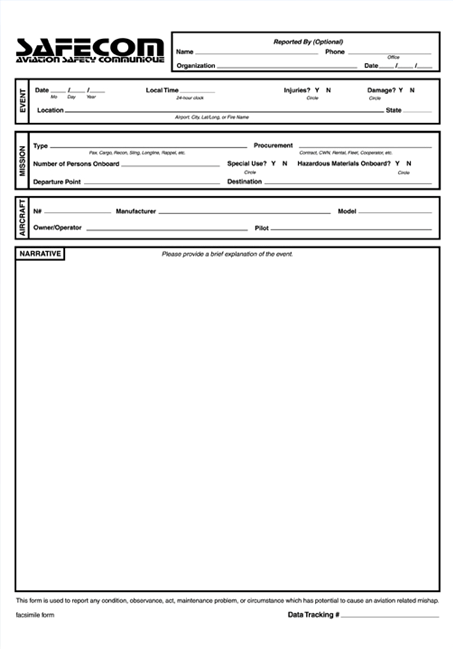 SAFECOM
AVIATION SAFETY COMMUNIQUE
Reported By (Optional)
Name Phone
Office
Organization Date / /
EVENT
Date / / Local Time Injuries? Y N Damage? Y N
Mo Day Year 24-hour clock Circle Circle
Location State
Airport, City, Lat/Long, or Fire Name
MISSION
Type Procurement
Pax, Cargo, Recon, Sling, Longline, Rappel, etc. Contract, CWN, Rental, Fleet, Cooperator, etc.
Number of Persons Onboard Special Use? Y N Hazardous Materials Onboard? Y N
Circle Circle
Departure Point Destination
AIRCRAFT
N# Manufacturer Model
Owner/Operator Pilot
NARRATIVE Please provide a brief explanation of the event.
This form is used to report any condition, observance, act, maintenance problem, or circumstance which has potential to cause an aviation related mishap.
facsimile form Data Tracking #